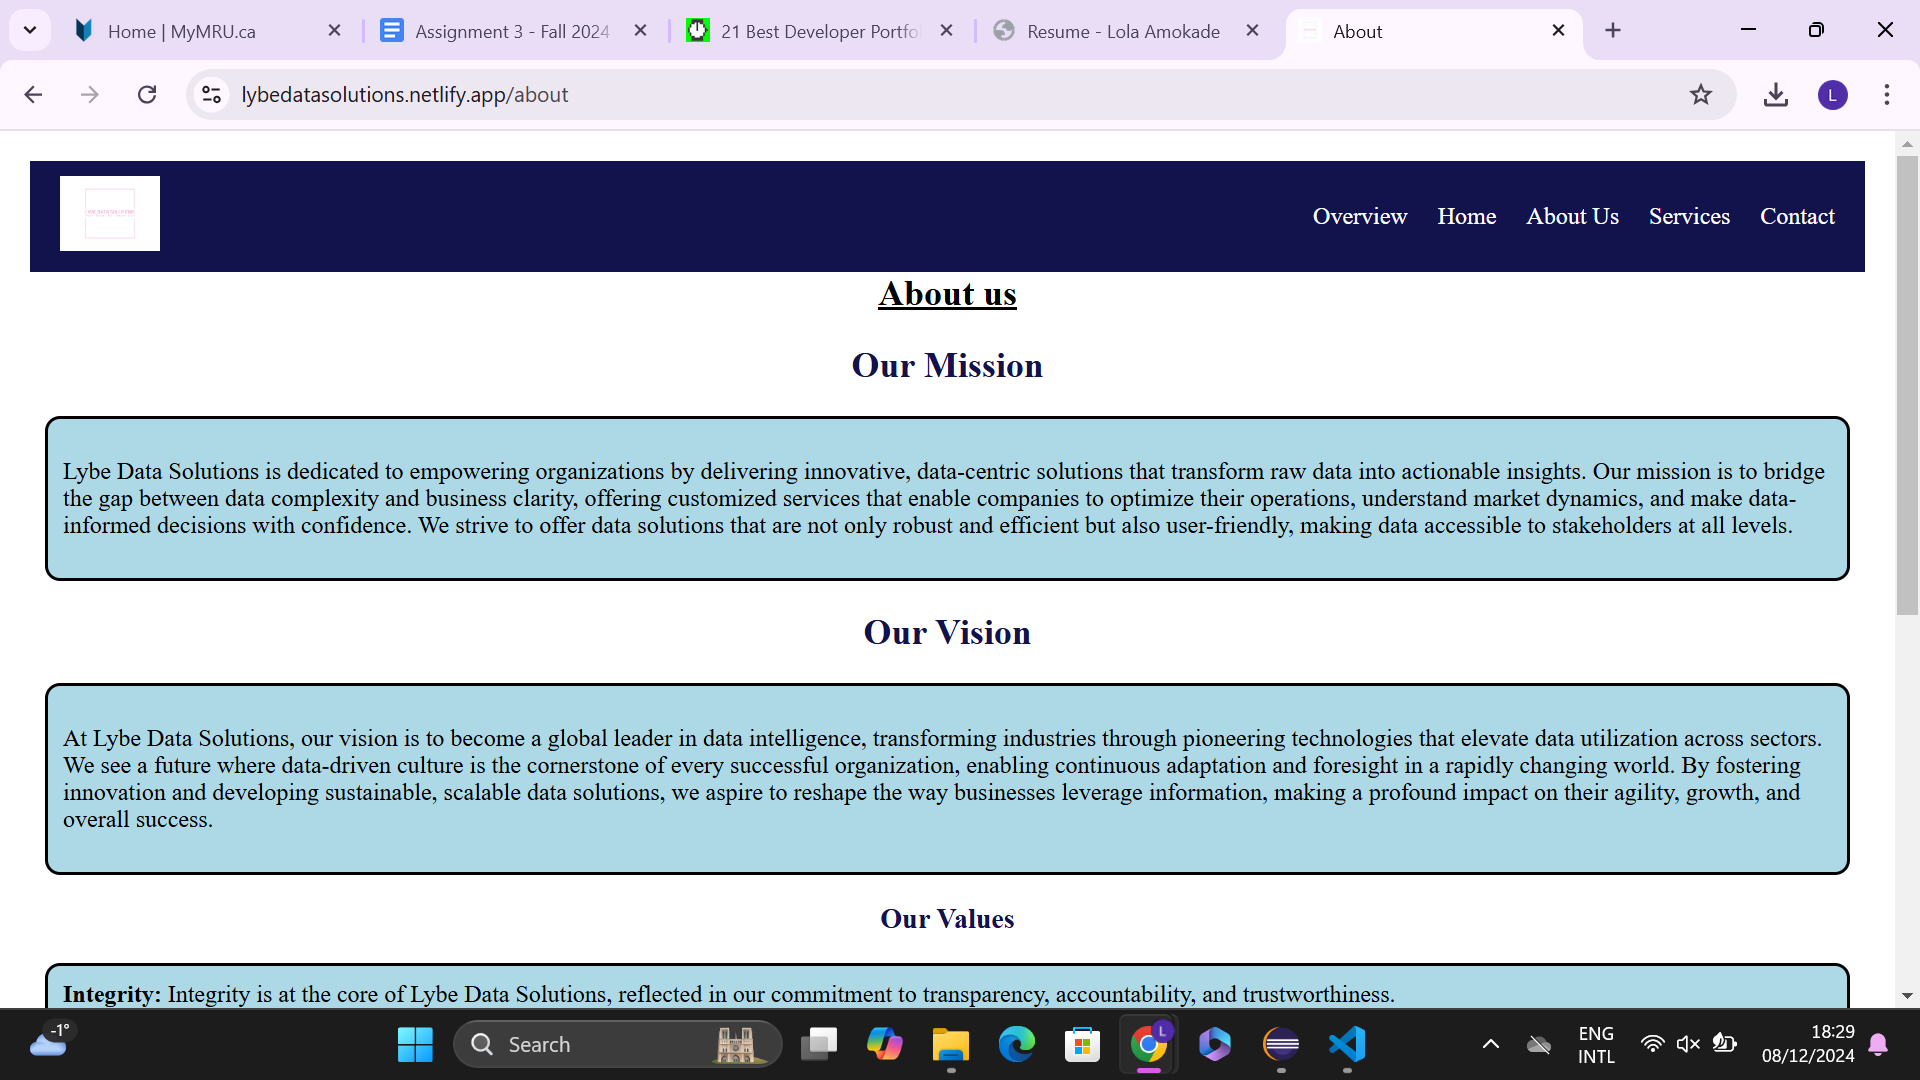 Home | MyMRU.ca
Assignment 3 - Fall 2024
21 Best Developer Portfo
Resume - Lola Amokade
About
lybedatasolutions.netlify.app/about
L
LYBE DATA SOLUTIONS
Overview Home About Us Services Contact
About us
Our Mission
Lybe Data Solutions is dedicated to empowering organizations by delivering innovative, data-centric solutions that transform raw data into actionable insights. Our mission is to bridge
the gap between data complexity and business clarity, offering customized services that enable companies to optimize their operations, understand market dynamics, and make data-
informed decisions with confidence. We strive to offer data solutions that are not only robust and efficient but also user-friendly, making data accessible to stakeholders at all levels.
Our Vision
At Lybe Data Solutions, our vision is to become a global leader in data intelligence, transforming industries through pioneering technologies that elevate data utilization across sectors.
We see a future where data-driven culture is the cornerstone of every successful organization, enabling continuous adaptation and foresight in a rapidly changing world. By fostering
innovation and developing sustainable, scalable data solutions, we aspire to reshape the way businesses leverage information, making a profound impact on their agility, growth, and
overall success.
Our Values
Integrity: Integrity is at the core of Lybe Data Solutions, reflected in our commitment to transparency, accountability, and trustworthiness.
-1°
Search
L
ENG
INTL
18:29
08/12/2024